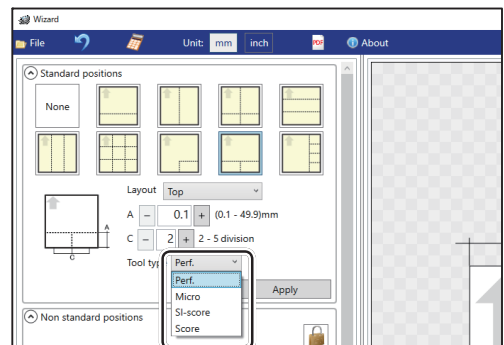 Wizard
File Unit: mm inch PDF About
Standard positions
None
Layout Top
A - 0.1 + (0.1 - 49.9)mm
C - 2 + 2 - 5 division
Tool typ Perf.
Perf.
Micro
SI-score
Score
Apply
A
C
Non standard positions